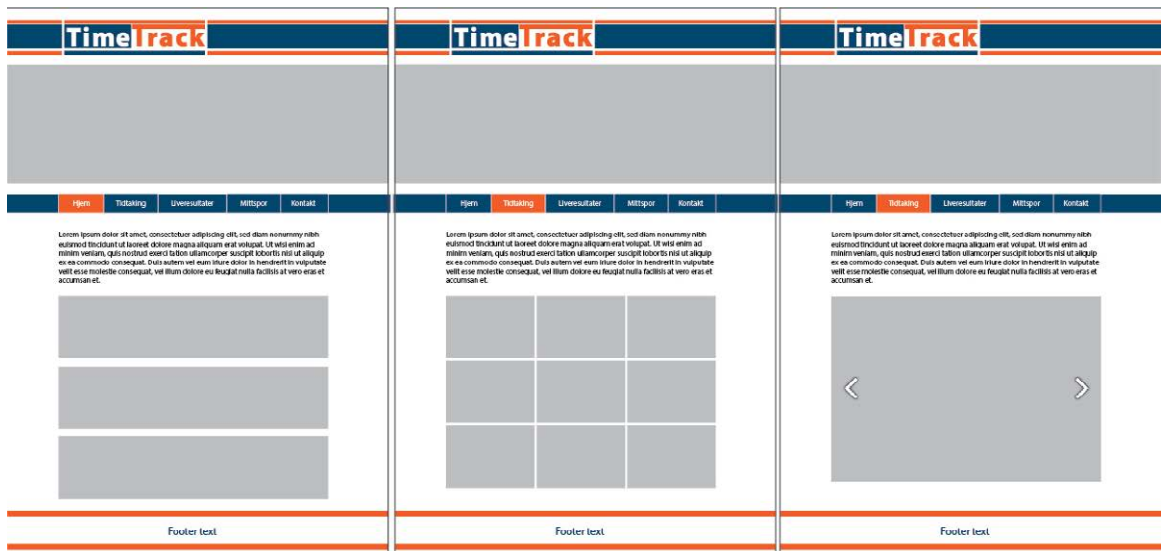 TimeTrack
Hjem Tidtaking Liveresultater Mittspor Kontakt
Lorem ipsum dolor sit amet, consectetuer adipiscing elit, sed diam nonummy nibh
euismod tincidunt ut laoreet dolore magna aliquam erat volupat. Ut wisi enim ad
minim veniam, quis nostrud exerci tation ullamcorper suscipit lobortis nisl ut aliquip
ex ea commodo consequat. Duis autem vel eum iriure dolor in hendrerit in vulputate
velit esse molestie consequat, vel illum dolore eu feugiat nulla facilisis at vero eras et
accumsan et.
Footer text
TimeTrack
Hjem Tidtaking Liveresultater Mittspor Kontakt
Lorem ipsum dolor sit amet, consectetuer adipiscing elit, sed diam nonummy nibh
euismod tincidunt ut laoreet dolore magna aliquam erat volupat. Ut wisi enim ad
minim veniam, quis nostrud exerci tation ullamcorper suscipit lobortis nisl ut aliquip
ex ea commodo consequat. Duis autem vel eum iriure dolor in hendrerit in vulputate
velit esse molestie consequat, vel illum dolore eu feugiat nulla facilisis at vero eras et
accumsan et.
Footer text
TimeTrack
Hjem Tidtaking Liveresultater Mittspor Kontakt
Lorem ipsum dolor sit amet, consectetuer adipiscing elit, sed diam nonummy nibh
euismod tincidunt ut laoreet dolore magna aliquam erat volupat. Ut wisi enim ad
minim veniam, quis nostrud exerci tation ullamcorper suscipit lobortis nisl ut aliquip
ex ea commodo consequat. Duis autem vel eum iriure dolor in hendrerit in vulputate
velit esse molestie consequat, vel illum dolore eu feugiat nulla facilisis at vero eras et
accumsan et.
Footer text